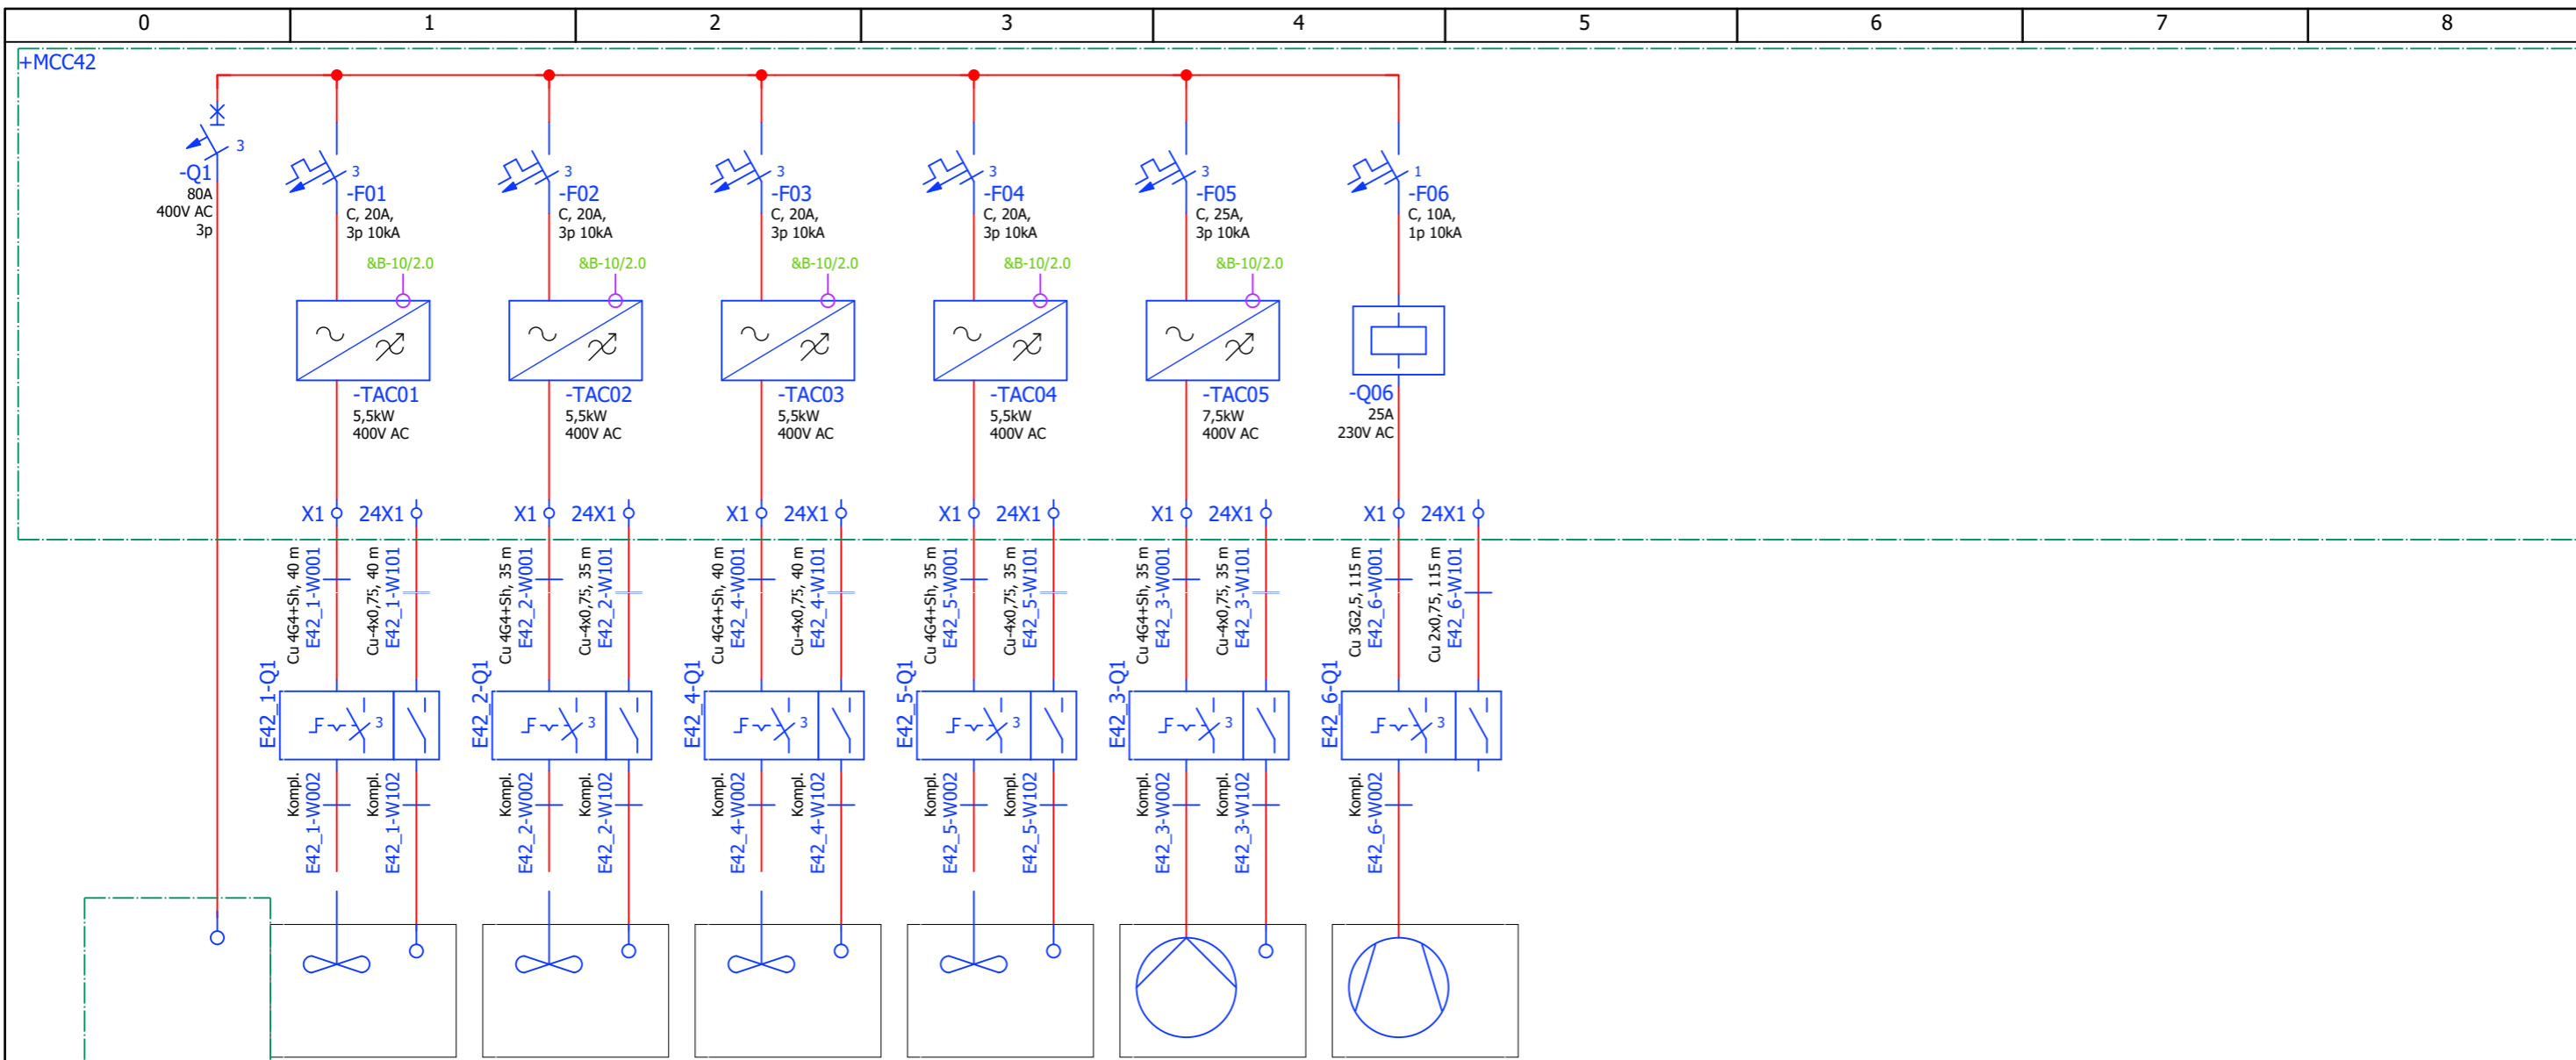 0 1 2 3 4 5 6 7 8
+MCC42
3
-Q1
80A
400V AC
3p
3
-F01
C, 20A,
3p 10kA
3
-F02
C, 20A,
3p 10kA
3
-F03
C, 20A,
3p 10kA
3
-F04
C, 20A,
3p 10kA
3
-F05
C, 25A,
3p 10kA
1
-F06
C, 10A,
1p 10kA
&B-10/2.0
&B-10/2.0
&B-10/2.0
&B-10/2.0
&B-10/2.0
-TAC01
5,5kW
400V AC
-TAC02
5,5kW
400V AC
-TAC03
5,5kW
400V AC
-TAC04
5,5kW
400V AC
-TAC05
7,5kW
400V AC
-Q06
25A
230V AC
X1 24X1
X1 24X1
X1 24X1
X1 24X1
X1 24X1
X1 24X1
Cu 4G4+Sh, 40 m
E42_1-W001
Cu-4x0,75, 40 m
E42_1-W101
Cu 4G4+Sh, 35 m
E42_2-W001
Cu-4x0,75, 35 m
E42_2-W101
Cu 4G4+Sh, 40 m
E42_4-W001
Cu-4x0,75, 40 m
E42_4-W101
Cu 4G4+Sh, 35 m
E42_5-W001
Cu-4x0,75, 35 m
E42_5-W101
Cu 4G4+Sh, 35 m
E42_3-W001
Cu-4x0,75, 35 m
E42_3-W101
Cu 3G2,5, 115 m
E42_6-W001
Cu 2x0,75, 115 m
E42_6-W101
E42_1-Q1
3
E42_2-Q1
3
E42_4-Q1
3
E42_5-Q1
3
E42_3-Q1
3
E42_6-Q1
3
Kompl.
E42_1-W002
Kompl.
E42_1-W102
Kompl.
E42_2-W002
Kompl.
E42_2-W102
Kompl.
E42_4-W002
Kompl.
E42_4-W102
Kompl.
E42_5-W002
Kompl.
E42_5-W102
Kompl.
E42_3-W002
Kompl.
E42_3-W102
Kompl.
E42_6-W002